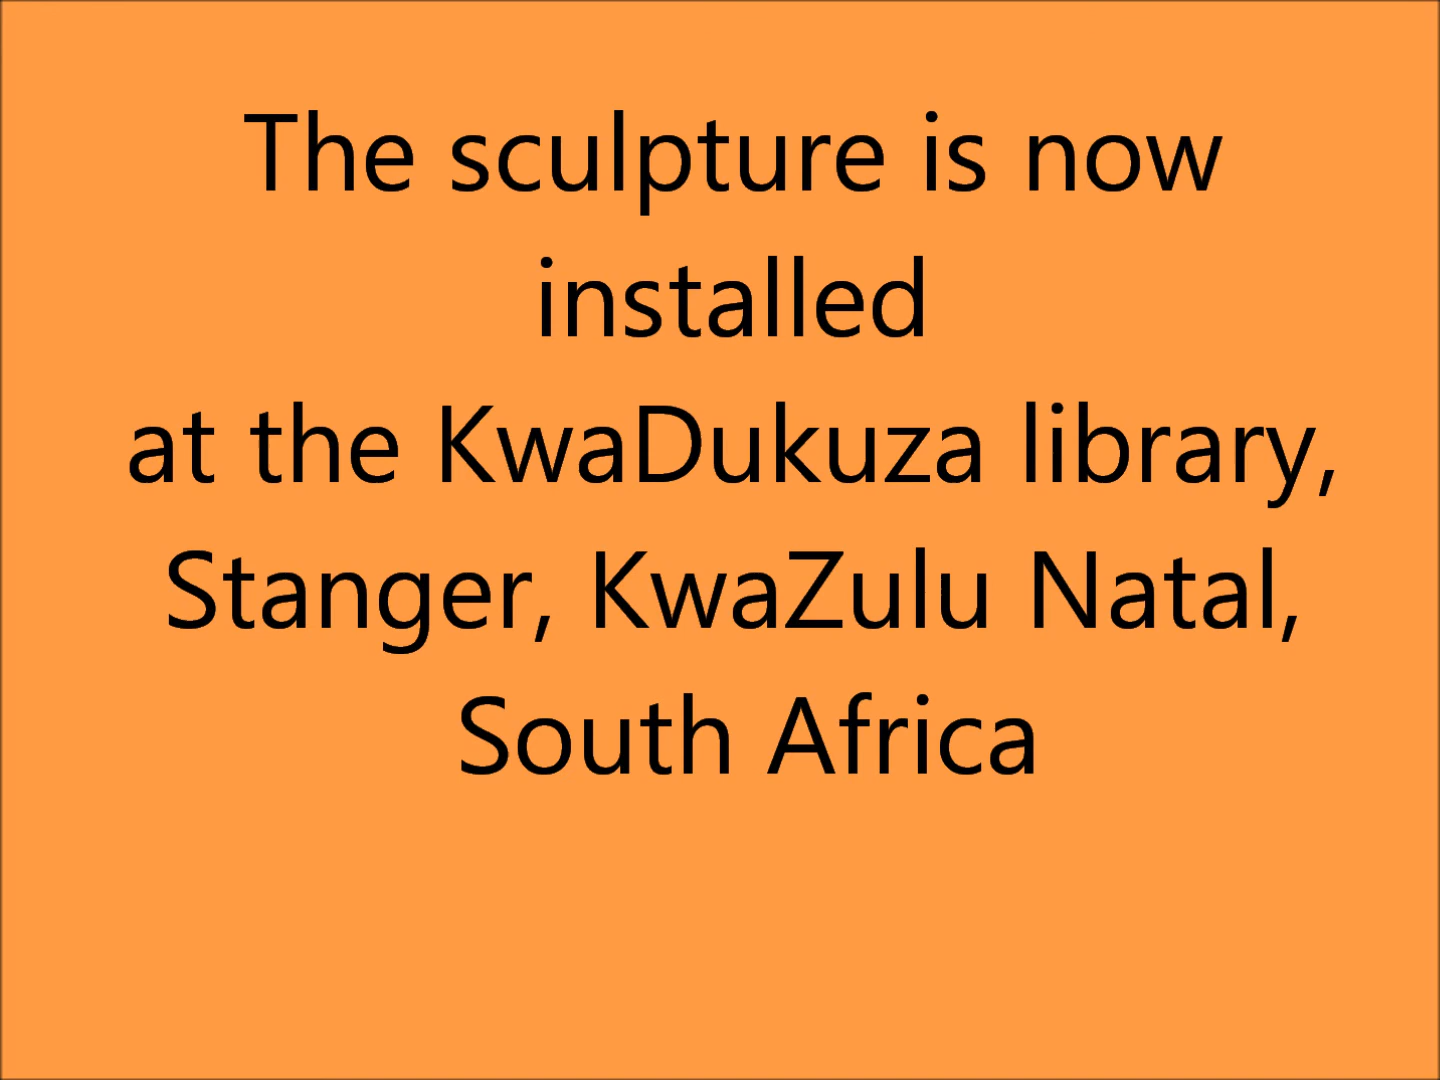 The sculpture is now
installed
at the KwaDukuza library,
Stanger, KwaZulu Natal,
South Africa